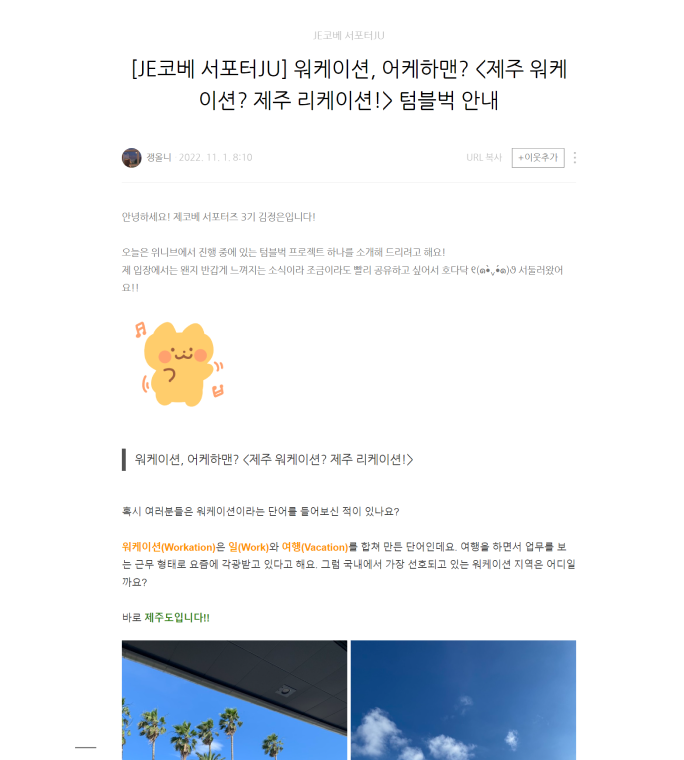 JE코베 서포터JU
[JE코베 서포터JU] 워케이션, 어케하맨? <제주 워케
이션? 제주 리케이션!> 텀블벅 안내
쟁올니 · 2022. 11. 1. 8:10
URL 복사
+이웃추가
안녕하세요! 제코베 서포터즈 3기 김정은입니다!
오늘은 위니브에서 진행 중에 있는 텀블벅 프로젝트 하나를 소개해 드리려고 해요!
제 입장에서는 왠지 반갑게 느껴지는 소식이라 조금이라도 빨리 공유하고 싶어서 호다닥 ୧(๑•̀ᵥ•́๑)૭ 서둘러왔어
요!!
워케이션, 어케하맨? <제주 워케이션? 제주 리케이션!>
혹시 여러분들은 워케이션이라는 단어를 들어보신 적이 있나요?
워케이션(Workation)은 일(Work)와 여행(Vacation)를 합쳐 만든 단어인데요. 여행을 하면서 업무를 보
는 근무 형태로 요즘에 각광받고 있다고 해요. 그럼 국내에서 가장 선호되고 있는 워케이션 지역은 어디일
까요?
바로 제주도입니다!!